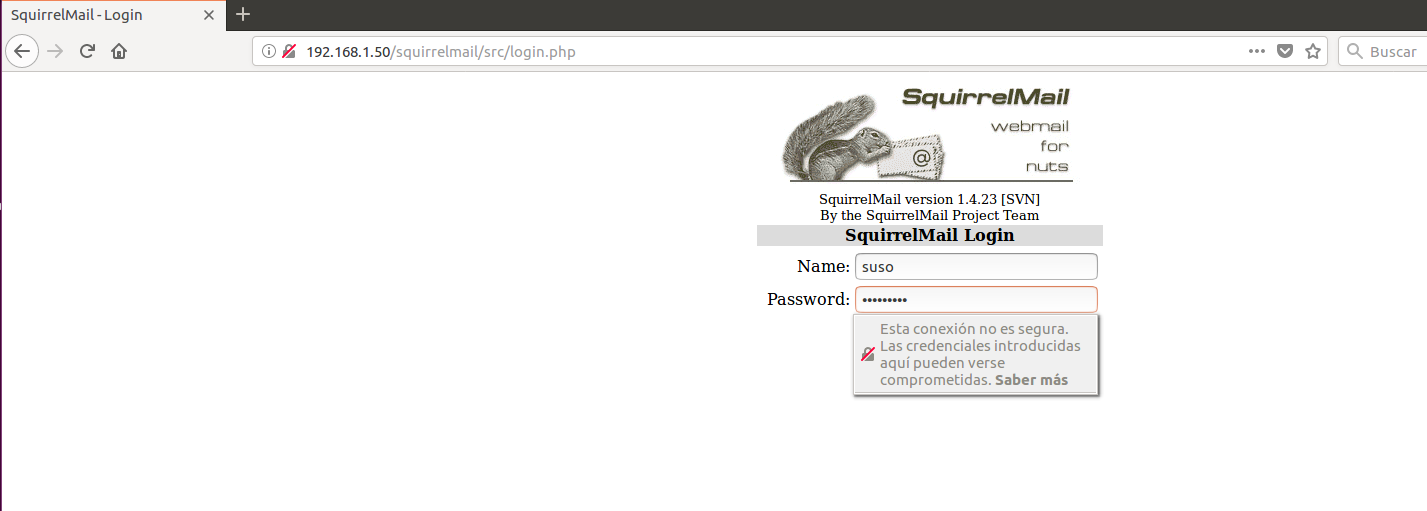 SquirrelMail - Login
192.168.1.50/squirrelmail/src/login.php
Buscar
SquirrelMail
webmail
for
nuts
@
SquirrelMail version 1.4.23 [SVN]
By the SquirrelMail Project Team
SquirrelMail Login
Name: suso
Password: •••••••••
Esta conexión no es segura.
Las credenciales introducidas
aquí pueden verse
comprometidas. Saber más